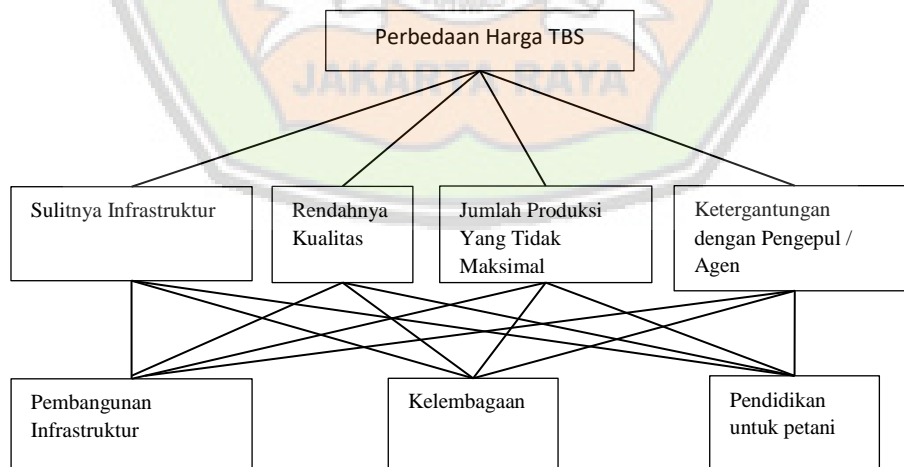 Perbedaan Harga TBS
JAKARTA RAYA
Sulitnya Infrastruktur
Rendahnya
Kualitas
Jumlah Produksi
Yang Tidak
Maksimal
Ketergantungan
dengan Pengepul /
Agen
Pembangunan
Infrastruktur
Kelembagaan
Pendidikan
untuk petani